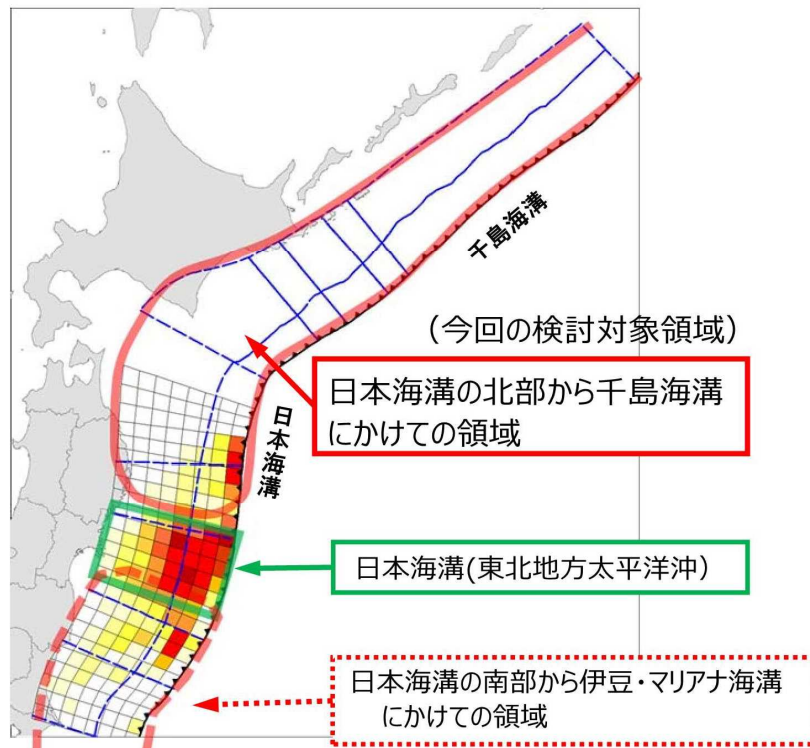 千島海溝
（今回の検討対象領域）
日本海溝の北部から千島海溝
にかけての領域
日本海溝
日本海溝(東北地方太平洋沖）
日本海溝の南部から伊豆・マリアナ海溝
にかけての領域